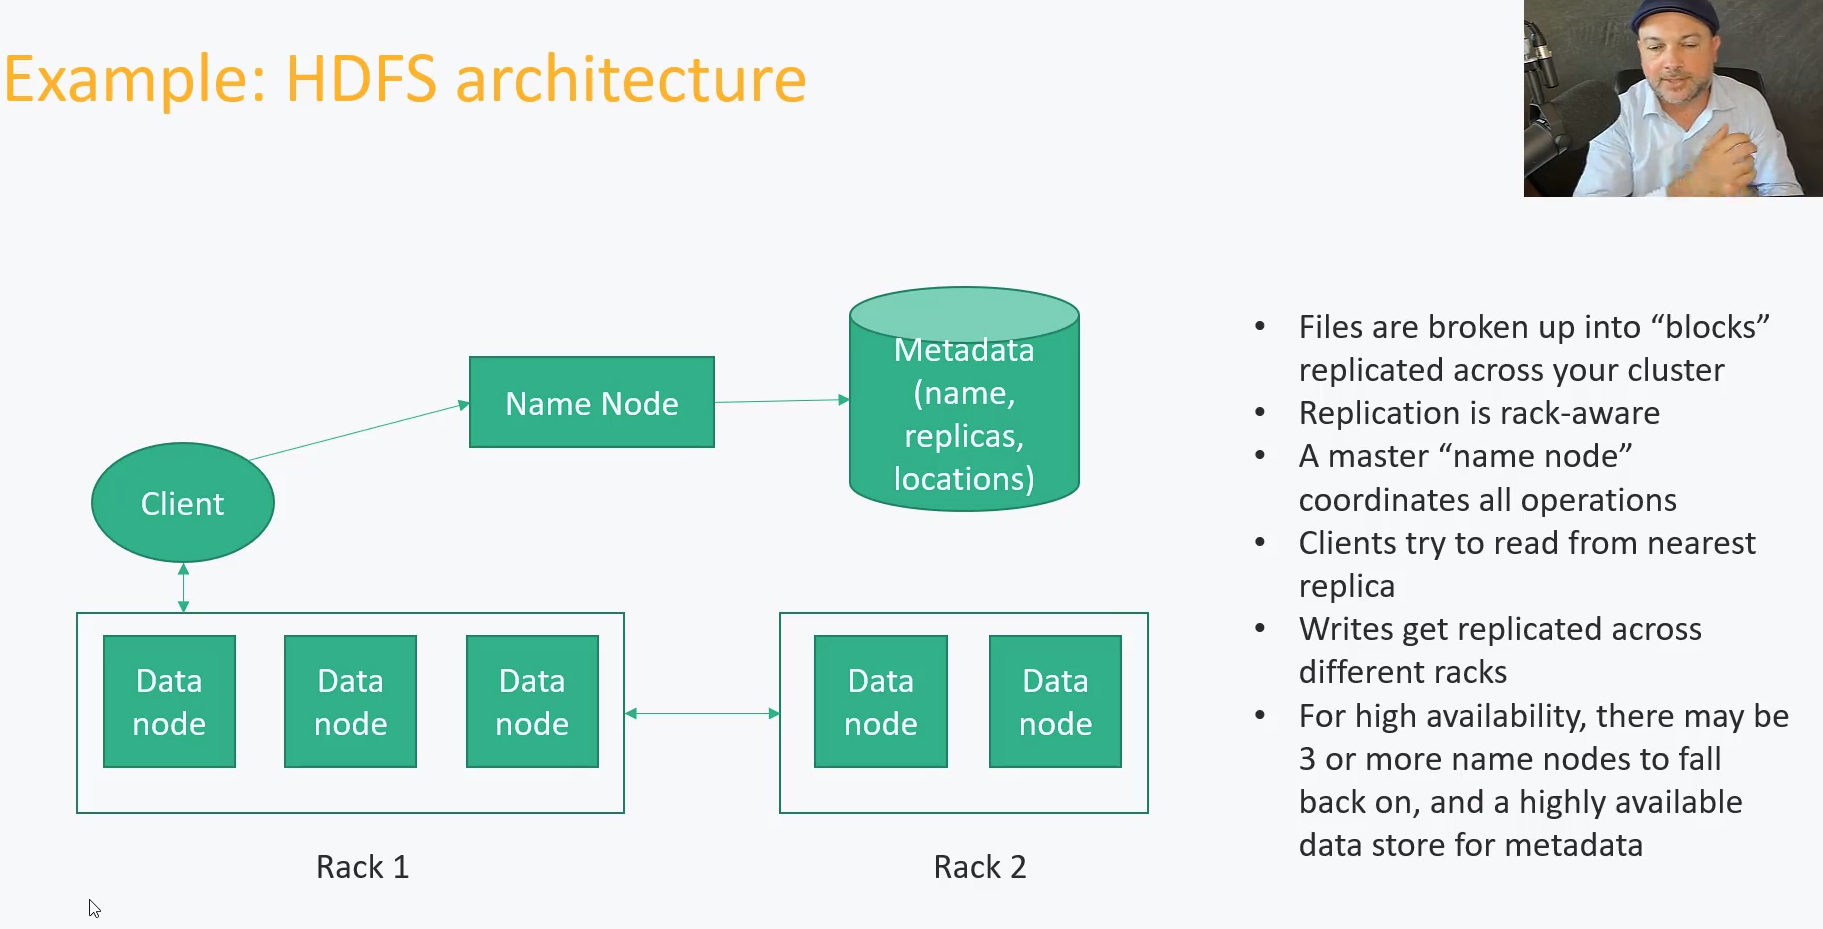 Example: HDFS architecture
Name Node
Metadata
(name,
replicas,
locations)
Client
Data
node
Data
node
Data
node
Data
node
Data
node
Rack 1
Rack 2
• Files are broken up into “blocks”
replicated across your cluster
• Replication is rack-aware
• A master “name node”
coordinates all operations
• Clients try to read from nearest
replica
• Writes get replicated across
different racks
• For high availability, there may be
3 or more name nodes to fall
back on, and a highly available
data store for metadata